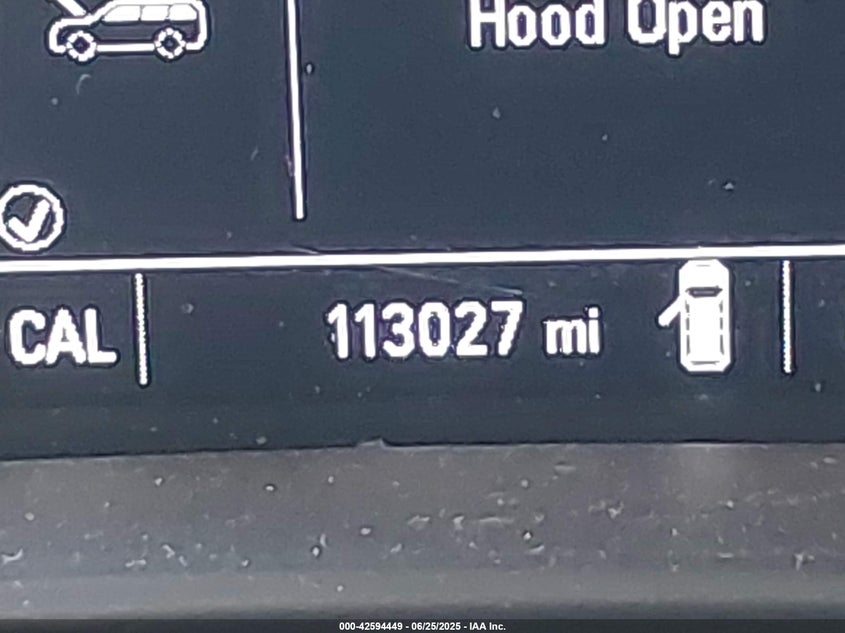 Hood Open
CAL 113027 mi
000-42594449 - 06/25/2025 - IAA Inc.